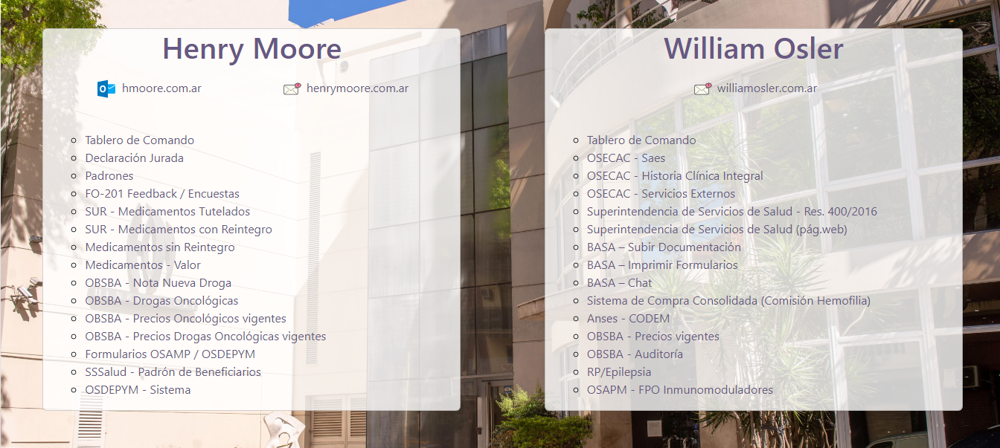 Henry Moore
hmoore.com.ar
henrymoore.com.ar
Tablero de Comando
Declaración Jurada
Padrones
FO-201 Feedback / Encuestas
SUR - Medicamentos Tutelados
SUR - Medicamentos con Reintegro
Medicamentos sin Reintegro
Medicamentos - Valor
OBSBA - Nota Nueva Droga
OBSBA - Drogas Oncológicas
OBSBA - Precios Oncológicos vigentes
OBSBA - Precios Drogas Oncológicas vigentes
Formularios OSAMP / OSDEPYM
SSSalud - Padrón de Beneficiarios
OSDEPYM - Sistema
William Osler
williamosler.com.ar
Tablero de Comando
OSECAC - Saes
OSECAC - Historia Clínica Integral
OSECAC - Servicios Externos
Superintendencia de Servicios de Salud - Res. 400/2016
Superintendencia de Servicios de Salud (pág.web)
BASA – Subir Documentación
BASA – Imprimir Formularios
BASA – Chat
Sistema de Compra Consolidada (Comisión Hemofilia)
Anses - CODEM
OBSBA - Precios vigentes
OBSBA - Auditoría
RP/Epilepsia
OSAPM - FPO Inmunomoduladores